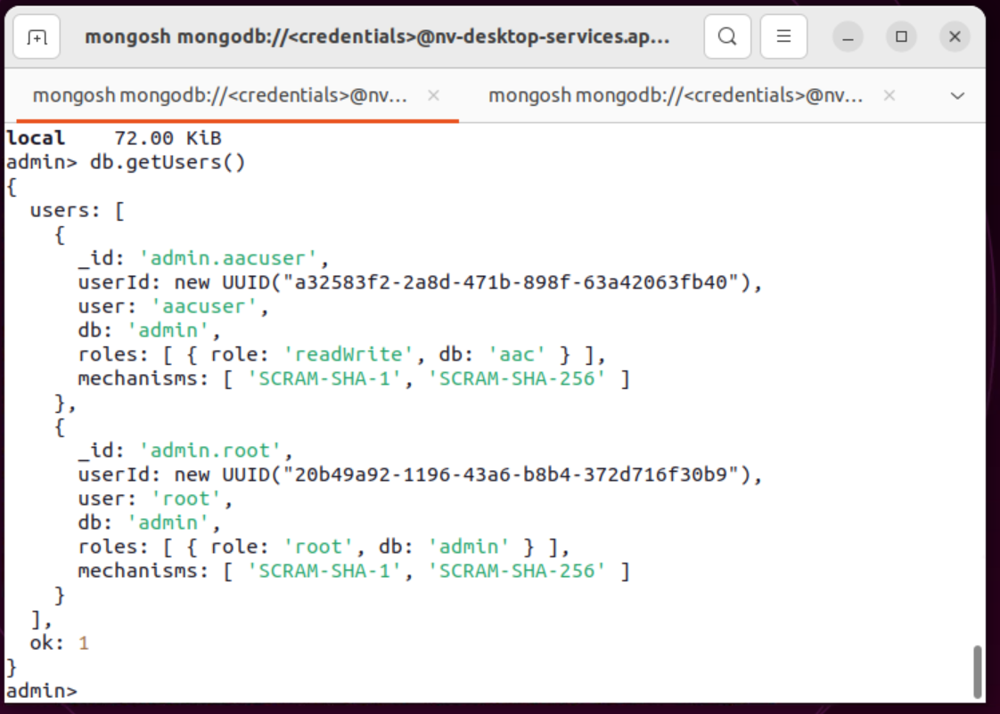 mongosh mongodb://<credentials>@nv-desktop-services.ap...
mongosh mongodb://<credentials>@nv...
mongosh mongodb://<credentials>@nv...
local    72.00 KiB
admin> db.getUsers()
{
  users: [
    {
      _id: 'admin.aacuser',
      userId: new UUID("a32583f2-2a8d-471b-898f-63a42063fb40"),
      user: 'aacuser',
      db: 'admin',
      roles: [ { role: 'readWrite', db: 'aac' } ],
      mechanisms: [ 'SCRAM-SHA-1', 'SCRAM-SHA-256' ]
    },
    {
      _id: 'admin.root',
      userId: new UUID("20b49a92-1196-43a6-b8b4-372d716f30b9"),
      user: 'root',
      db: 'admin',
      roles: [ { role: 'root', db: 'admin' } ],
      mechanisms: [ 'SCRAM-SHA-1', 'SCRAM-SHA-256' ]
    }
  ],
  ok: 1
}
admin>